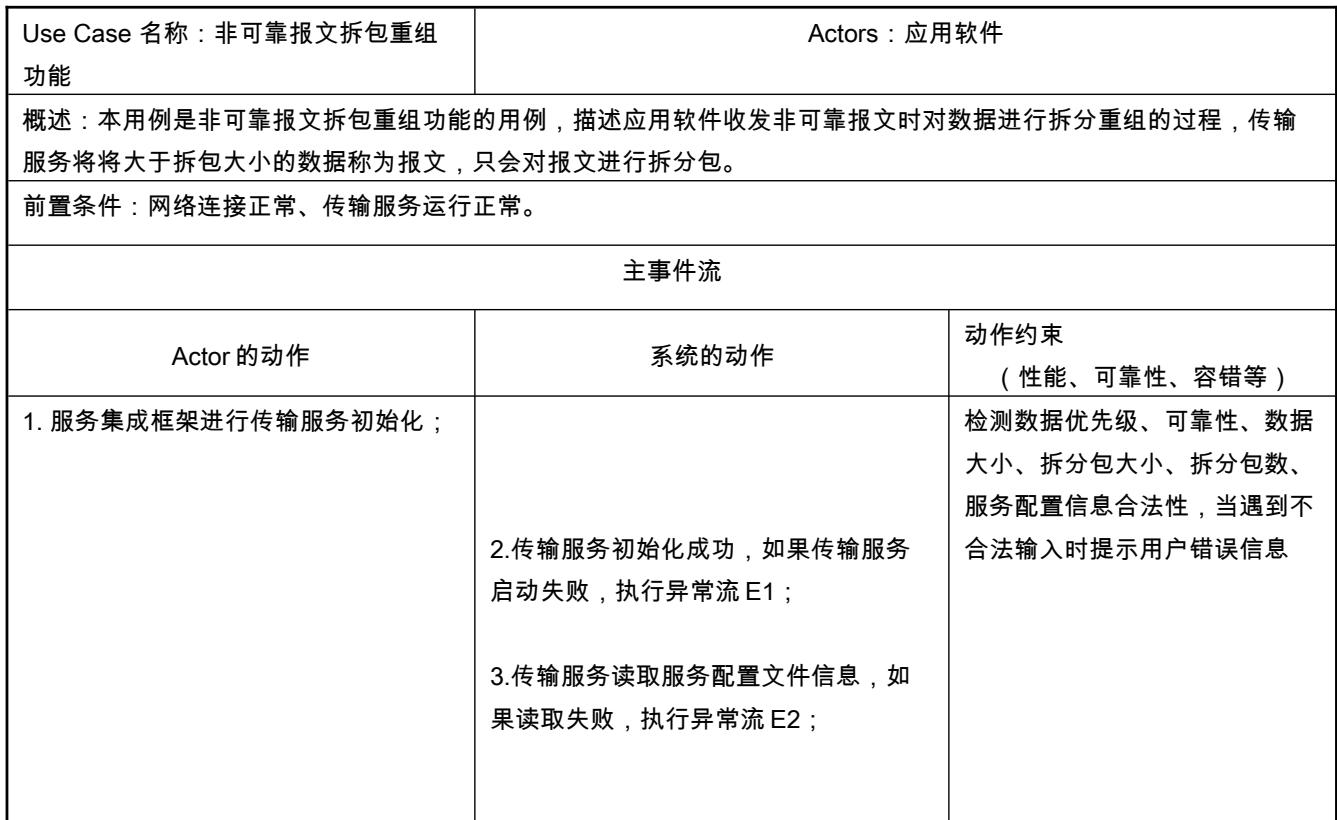 Use Case 名称：非可靠报文拆包重组
功能
Actors：应用软件
概述：本用例是非可靠报文拆包重组功能的用例，描述应用软件收发非可靠报文时对数据进行拆分重组的过程，传输
服务将将大于拆包大小的数据称为报文，只会对报文进行拆分包。
前置条件：网络连接正常、传输服务运行正常。
主事件流
Actor 的动作
系统的动作
动作约束
（性能、可靠性、容错等）
1. 服务集成框架进行传输服务初始化；
2.传输服务初始化成功，如果传输服务
启动失败，执行异常流 E1；
3.传输服务读取服务配置文件信息，如
果读取失败，执行异常流 E2；
检测数据优先级、可靠性、数据
大小、拆分包大小、拆分包数、
服务配置信息合法性，当遇到不
合法输入时提示用户错误信息